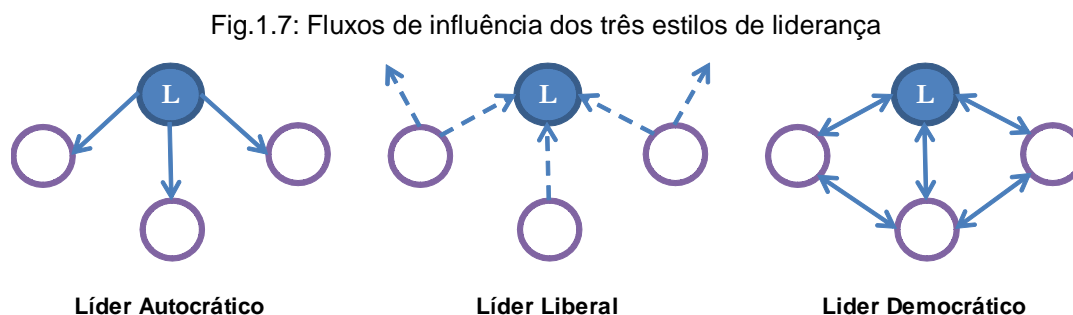 Fig.1.7: Fluxos de influência dos três estilos de liderança
L
L
L
Líder Autocrático
Líder Liberal
Lider Democrático